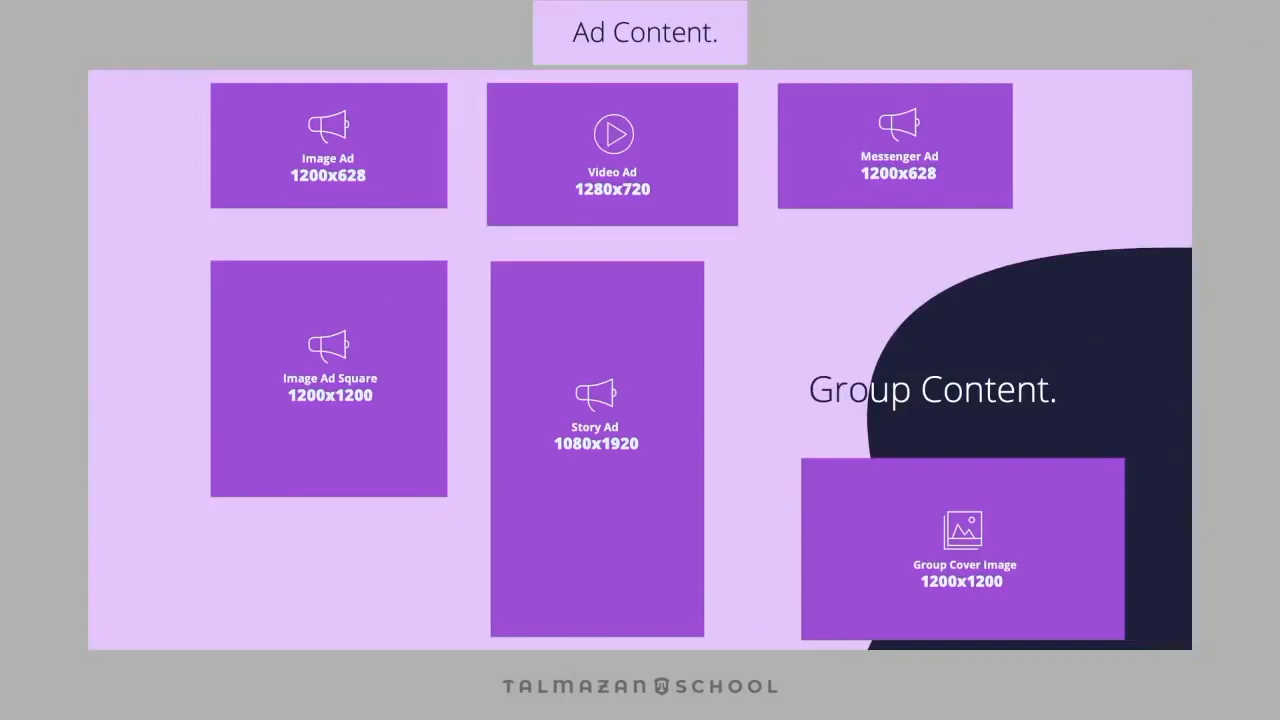 Ad Content.
Image Ad
1200x628
Video Ad
1280x720
Messenger Ad
1200x628
Image Ad Square
1200x1200
Story Ad
1080x1920
Group Content.
Group Cover Image
1200x1200
TALMAZAN SCHOOL